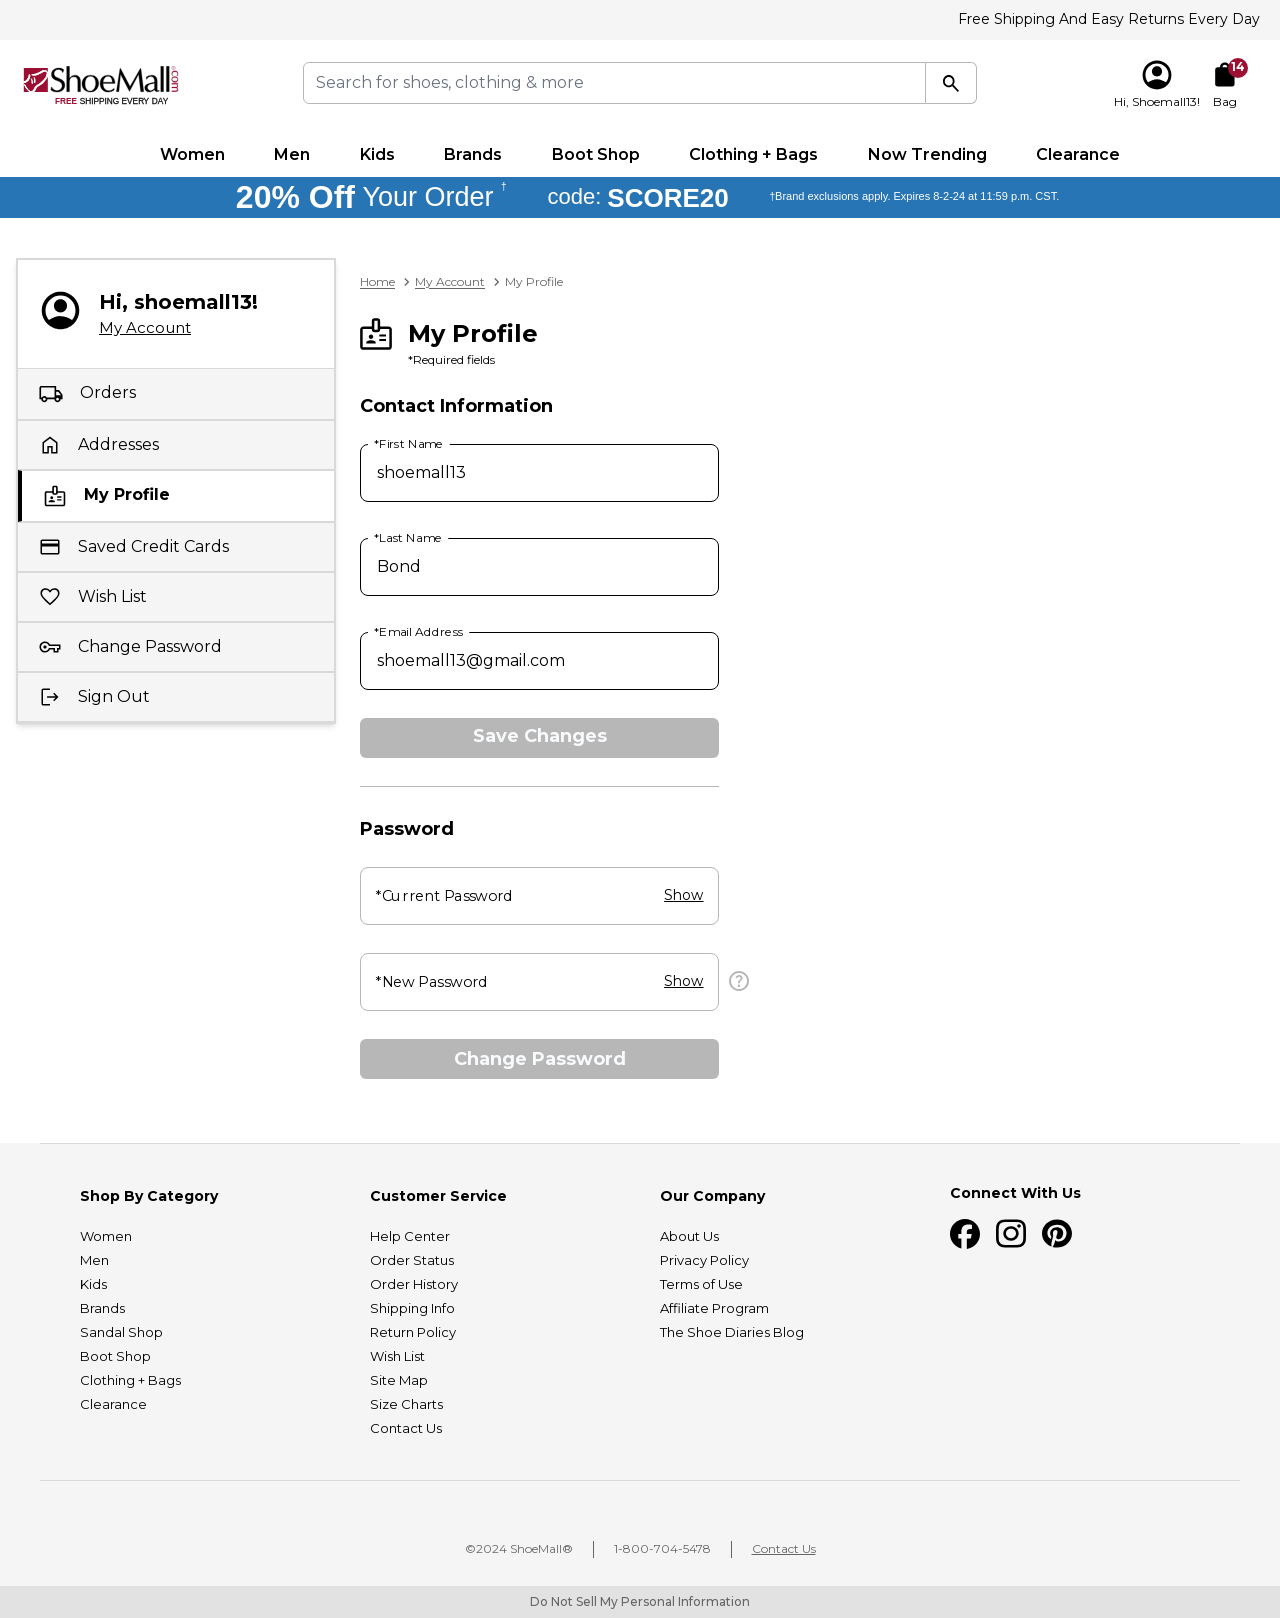 Free Shipping And Easy Returns Every Day
ShoeMall.com
FREE SHIPPING EVERY DAY
Search for shoes, clothing & more
Hi, Shoemall13!
14
Bag
Women Men Kids Brands Boot Shop Clothing + Bags Now Trending Clearance
20% Off Your Order † code: SCORE20 †Brand exclusions apply. Expires 8-2-24 at 11:59 p.m. CST.
Hi, shoemall13!
My Account
Orders
Addresses
My Profile
Saved Credit Cards
Wish List
Change Password
Sign Out
Home > My Account > My Profile
My Profile
*Required fields
Contact Information
*First Name
shoemall13
*Last Name
Bond
*Email Address
shoemall13@gmail.com
Save Changes
Password
*Current Password Show
*New Password Show ?
Change Password
Shop By Category
Women
Men
Kids
Brands
Sandal Shop
Boot Shop
Clothing + Bags
Clearance
Customer Service
Help Center
Order Status
Order History
Shipping Info
Return Policy
Wish List
Site Map
Size Charts
Contact Us
Our Company
About Us
Privacy Policy
Terms of Use
Affiliate Program
The Shoe Diaries Blog
Connect With Us
©2024 ShoeMall® | 1-800-704-5478 | Contact Us
Do Not Sell My Personal Information